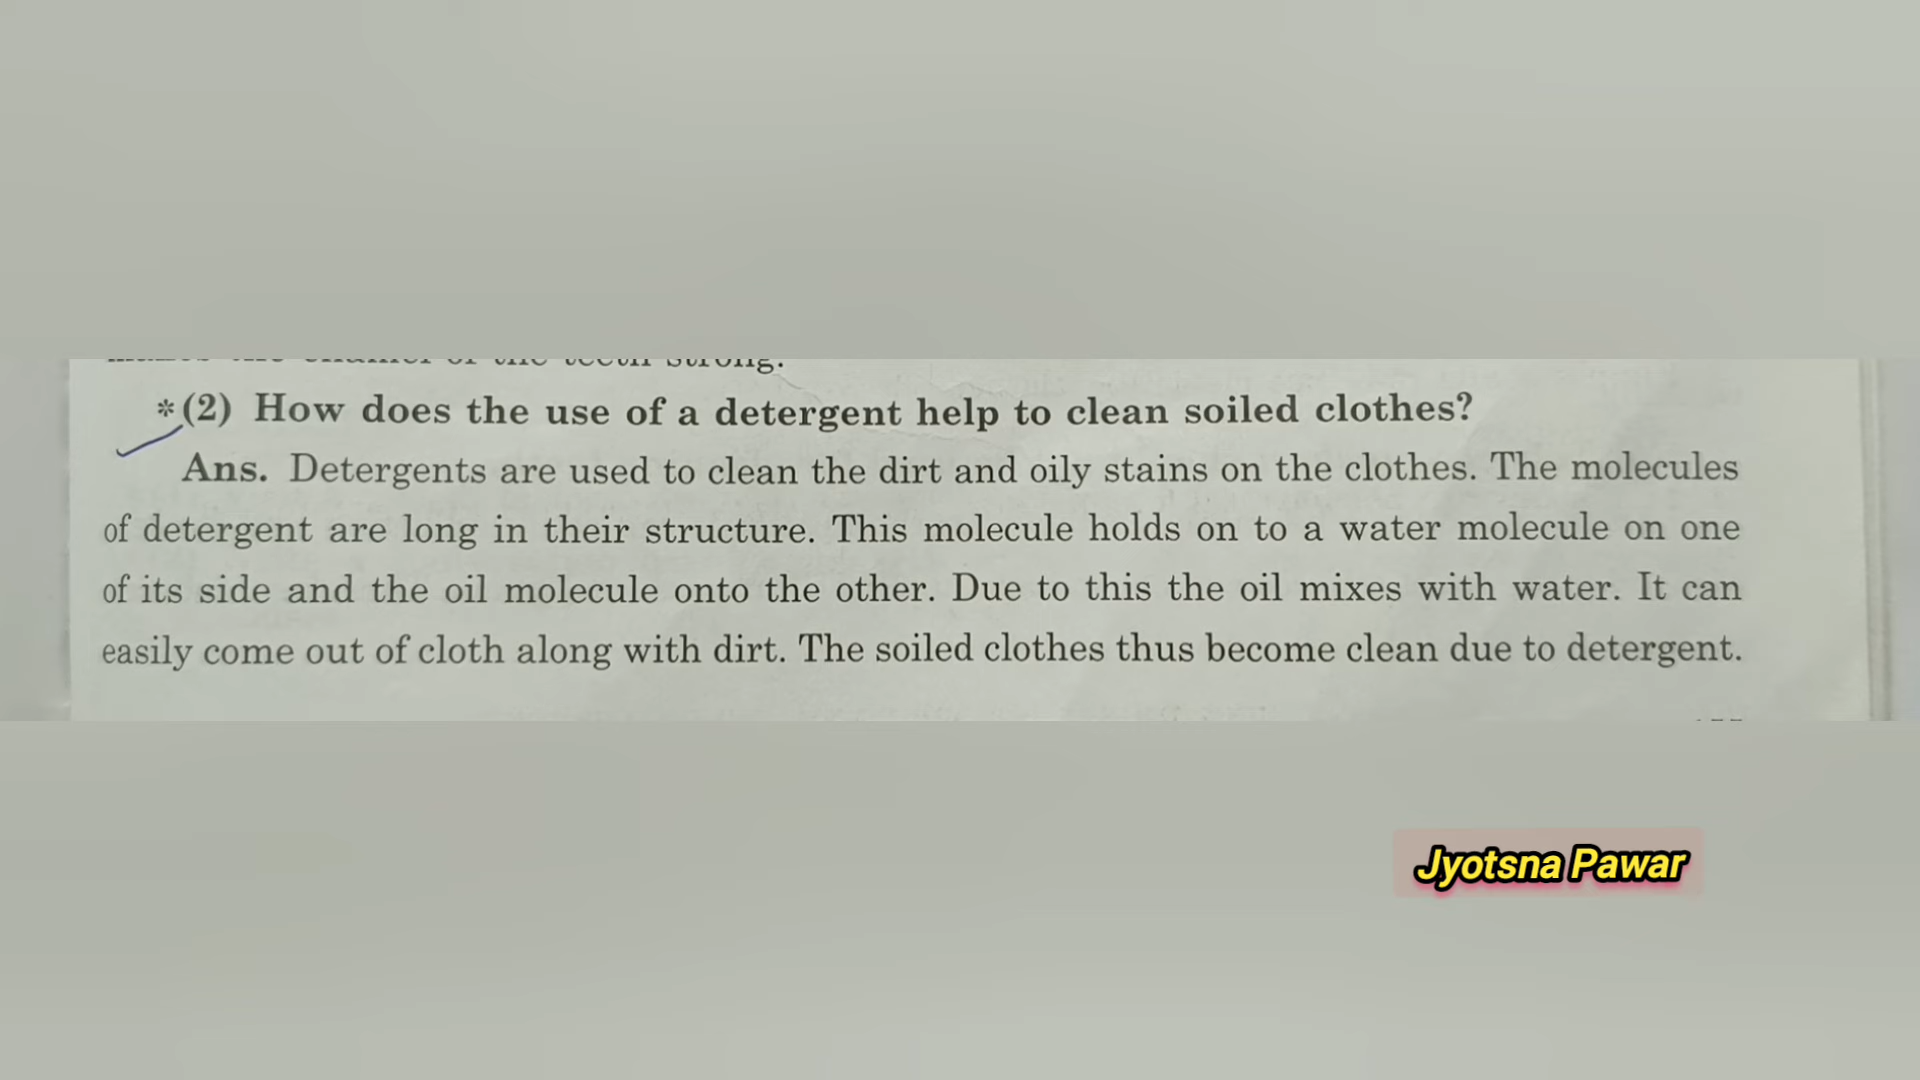 of the teeth strong.
*(2) How does the use of a detergent help to clean soiled clothes?
Ans. Detergents are used to clean the dirt and oily stains on the clothes. The molecules
of detergent are long in their structure. This molecule holds on to a water molecule on one
of its side and the oil molecule onto the other. Due to this the oil mixes with water. It can
easily come out of cloth along with dirt. The soiled clothes thus become clean due to detergent.
Jyotsna Pawar